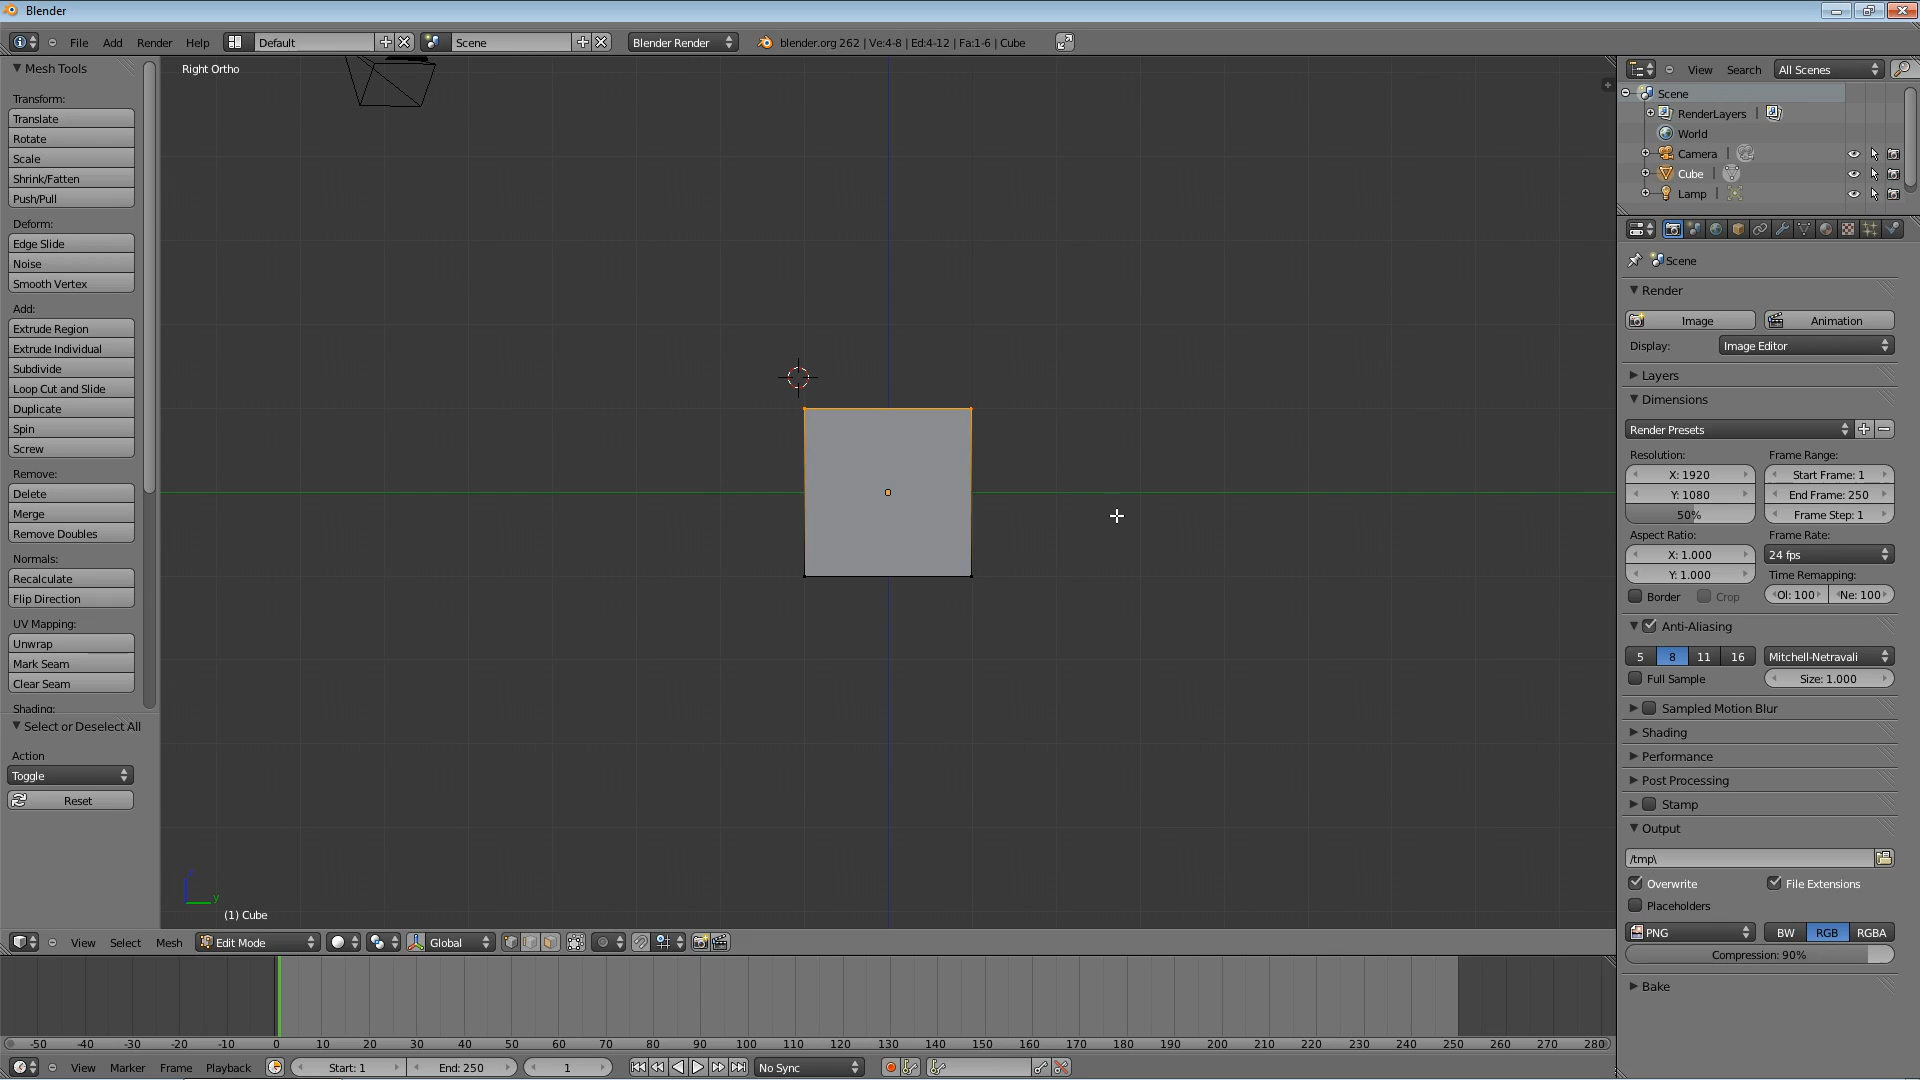 Blender
File Add Render Help Default Scene Blender Render blender.org 262 | Ve:4-8 | Ed:4-12 | Fa:1-6 | Cube
Mesh Tools
Transform:
Translate
Rotate
Scale
Shrink/Fatten
Push/Pull
Deform:
Edge Slide
Noise
Smooth Vertex
Add:
Extrude Region
Extrude Individual
Subdivide
Loop Cut and Slide
Duplicate
Spin
Screw
Remove:
Delete
Merge
Remove Doubles
Normals:
Recalculate
Flip Direction
UV Mapping:
Unwrap
Mark Seam
Clear Seam
Shading:
Select or Deselect All
Action
Toggle
Reset
Right Ortho
y
(1) Cube
View Select Mesh Edit Mode Global
View Search All Scenes
Scene
RenderLayers |
World
Camera |
Cube |
Lamp |
Scene
Render
Image Animation
Display: Image Editor
Layers
Dimensions
Render Presets
Resolution: Frame Range:
X: 1920 Start Frame: 1
Y: 1080 End Frame: 250
50% Frame Step: 1
Aspect Ratio: Frame Rate:
X: 1.000 24 fps
Y: 1.000 Time Remapping:
Border Crop Ol: 100 Ne: 100
Anti-Aliasing
5 8 11 16 Mitchell-Netravali
Full Sample Size: 1.000
Sampled Motion Blur
Shading
Performance
Post Processing
Stamp
Output
/tmp\
Overwrite File Extensions
Placeholders
PNG BW RGB RGBA
Compression: 90%
Bake
-50 -40 -30 -20 -10 0 10 20 30 40 50 60 70 80 90 100 110 120 130 140 150 160 170 180 190 200 210 220 230 240 250 260 270 280
View Marker Frame Playback Start: 1 End: 250 1 No Sync